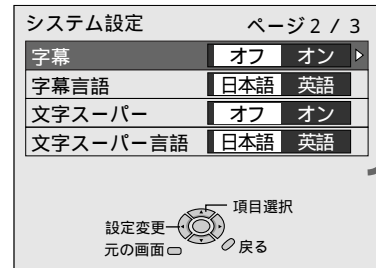 システム設定 ページ2 / 3
字幕 オフ オン
字幕言語 日本語 英語
文字スーパー オフ オン
文字スーパー言語 日本語 英語
項目選択
設定変更
元の画面 戻る